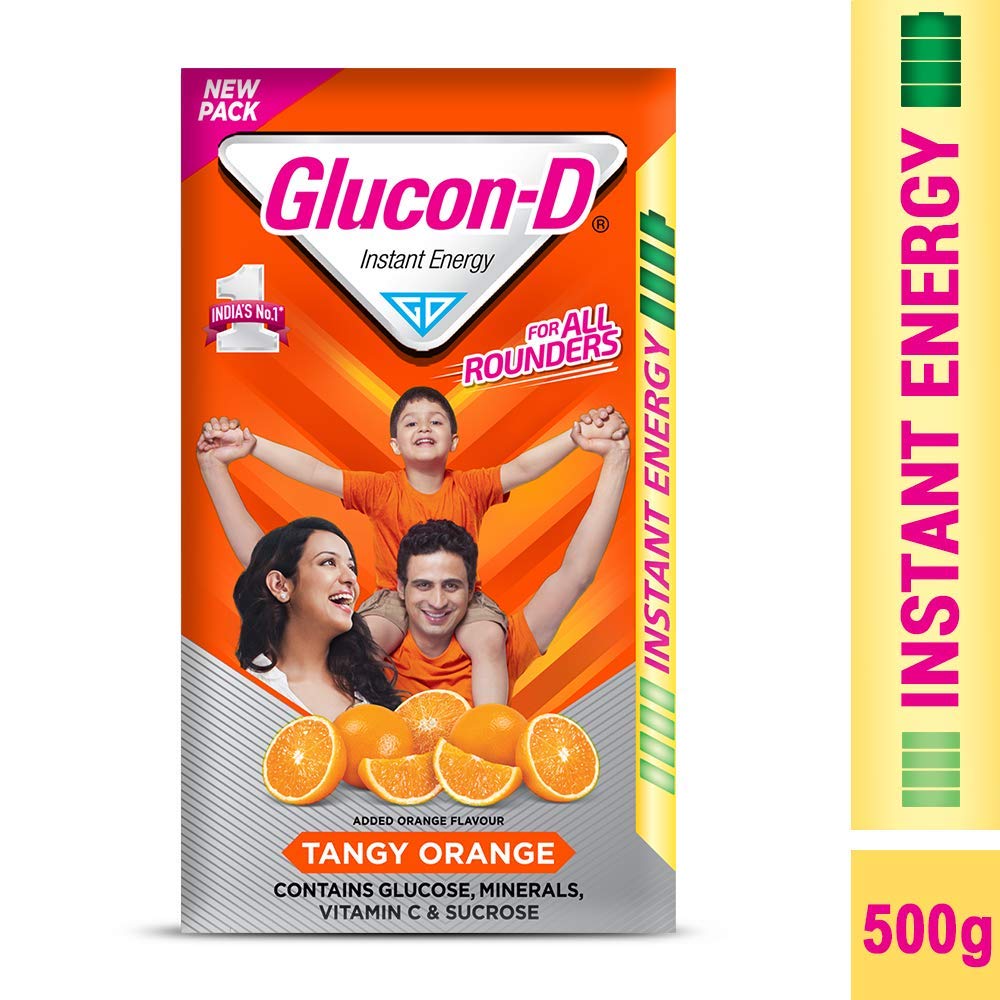 NEW
PACK
Glucon-D®
Instant Energy
GD
1
INDIA'S No.1*
FOR ALL
ROUNDERS
INSTANT ENERGY
ADDED ORANGE FLAVOUR
TANGY ORANGE
CONTAINS GLUCOSE, MINERALS,
VITAMIN C & SUCROSE
INSTANT ENERGY
500g